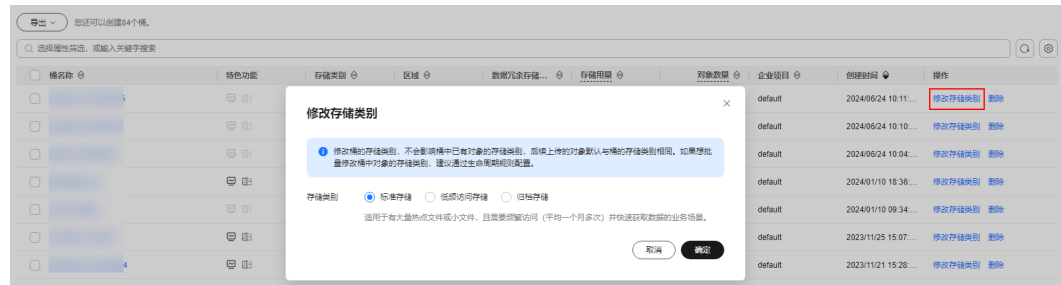 导出
您还可以创建84个桶。
选择属性筛选，或输入关键字搜索
桶名称 特色功能 存储类别 区域 数据冗余存储... 存储用量 对象数量 企业项目 创建时间 操作
default 2024/06/24 10:11:... 修改存储类别 删除
default 2024/06/24 10:10:... 修改存储类别 删除
default 2024/06/24 10:04:... 修改存储类别 删除
default 2024/01/10 18:36:... 修改存储类别 删除
default 2024/01/10 09:34:... 修改存储类别 删除
default 2023/11/25 15:07:... 修改存储类别 删除
4 default 2023/11/21 15:28:... 修改存储类别 删除
修改存储类别
修改桶的存储类别，不会影响桶中已有对象的存储类别，后续上传的对象默认与桶的存储类别相同。如果想批
量修改桶中对象的存储类别，建议通过生命周期规则配置。
存储类别 标准存储 低频访问存储 归档存储
适用于有大量热点文件或小文件，且需要频繁访问（平均一个月多次）并快速获取数据的业务场景。
取消 确定